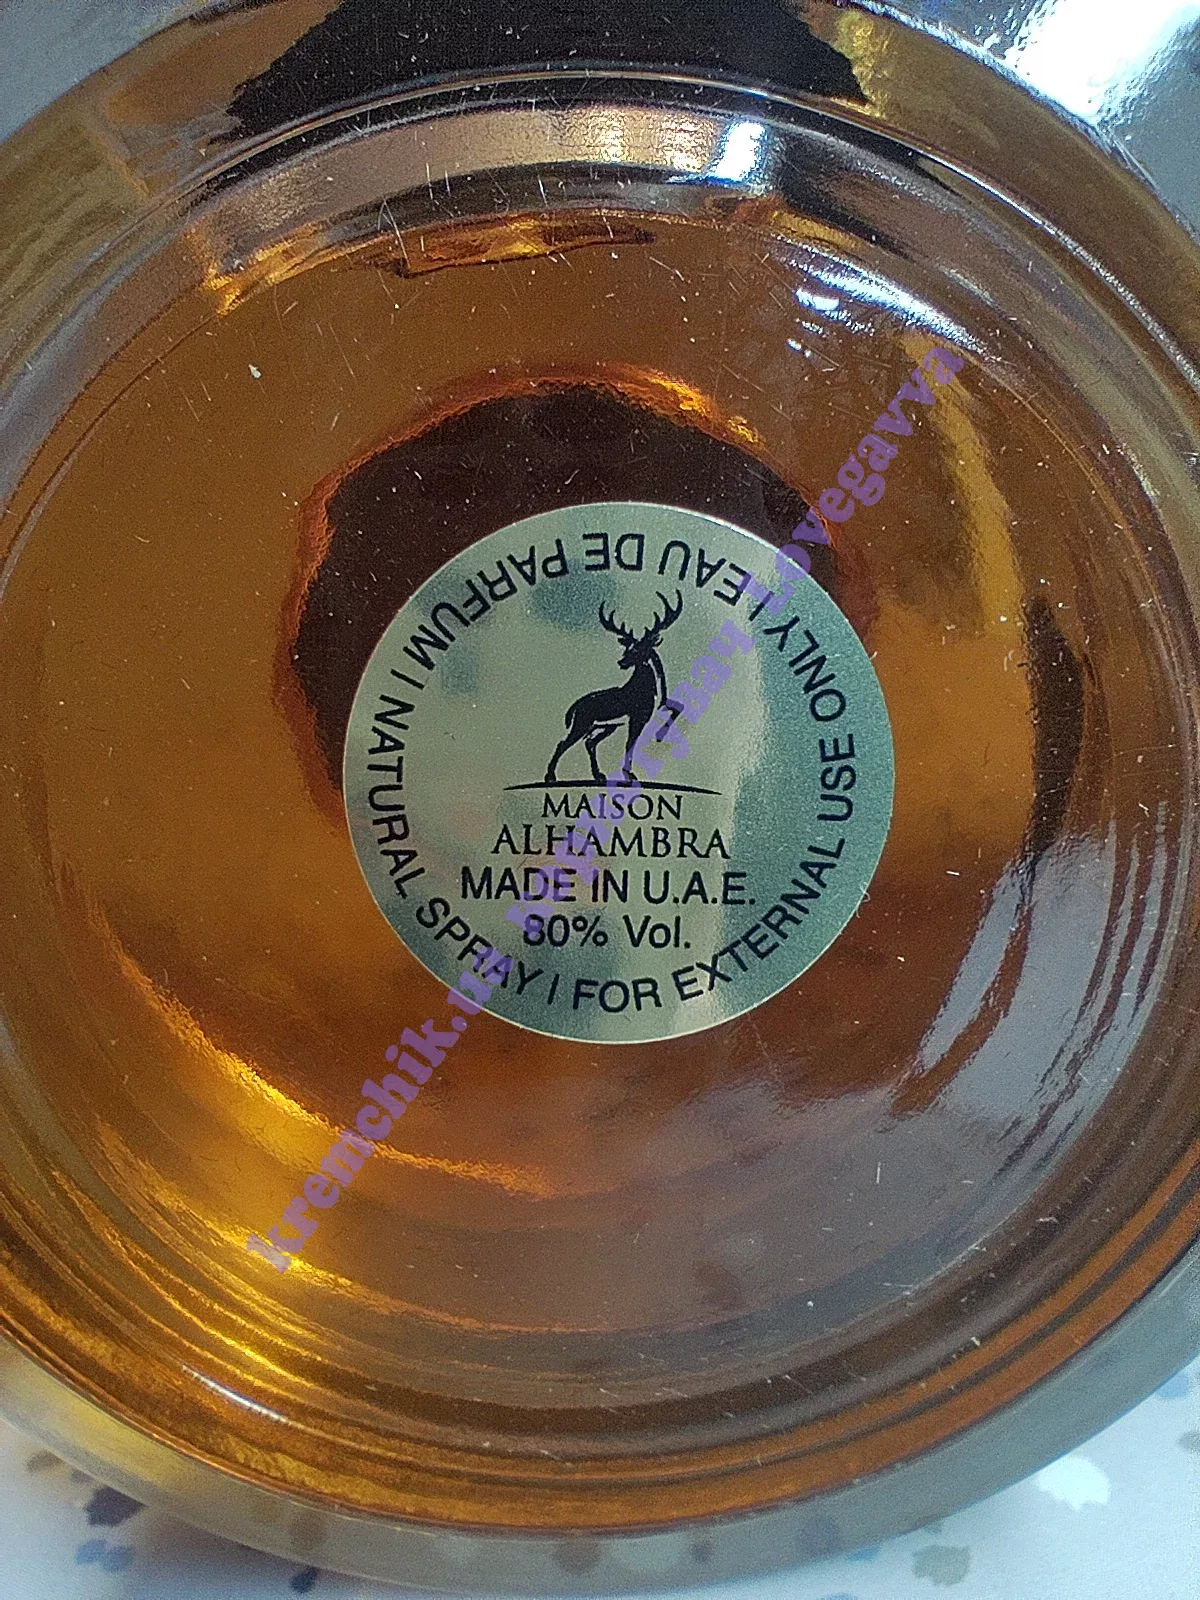 EAU DE PARFUM | NATURAL SPRAY | FOR EXTERNAL USE ONLY |
MAISON
ALHAMBRA
MADE IN U.A.E.
80% Vol.
kremchik.ua Lovegavva